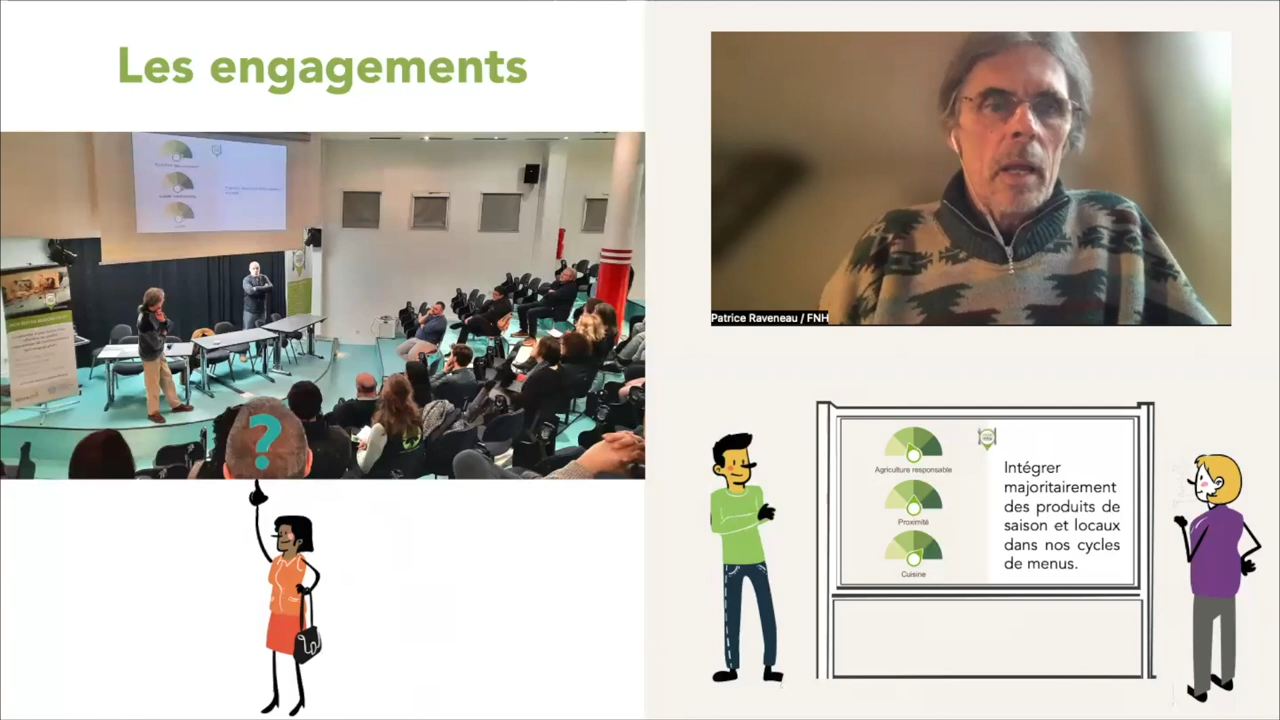 Les engagements
?
Patrice Raveneau / FNH
Agriculture responsable
Proximité
Cuisine
Intégrer
majoritairement
des produits de
saison et locaux
dans nos cycles
de menus.